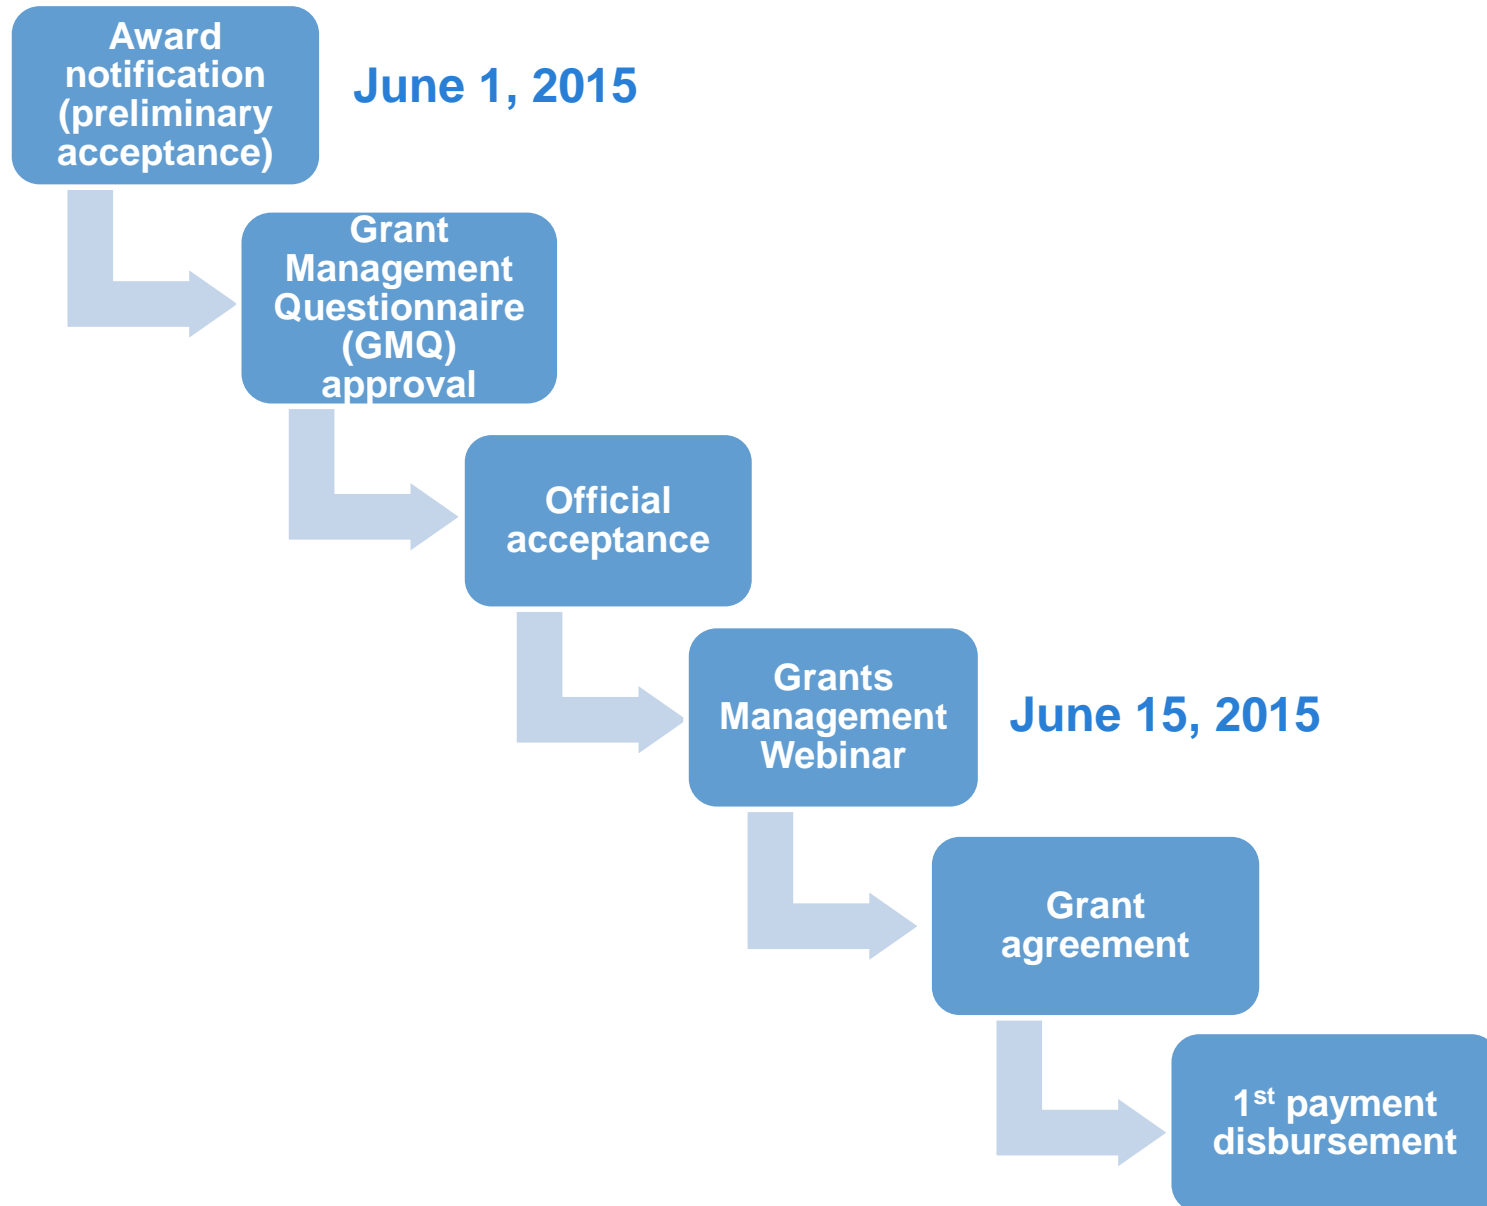 Award
notification
(preliminary
acceptance)
June 1, 2015
Grant
Management
Questionnaire
(GMQ)
approval
Official
acceptance
Grants
Management
Webinar
June 15, 2015
Grant
agreement
1st payment
disbursement